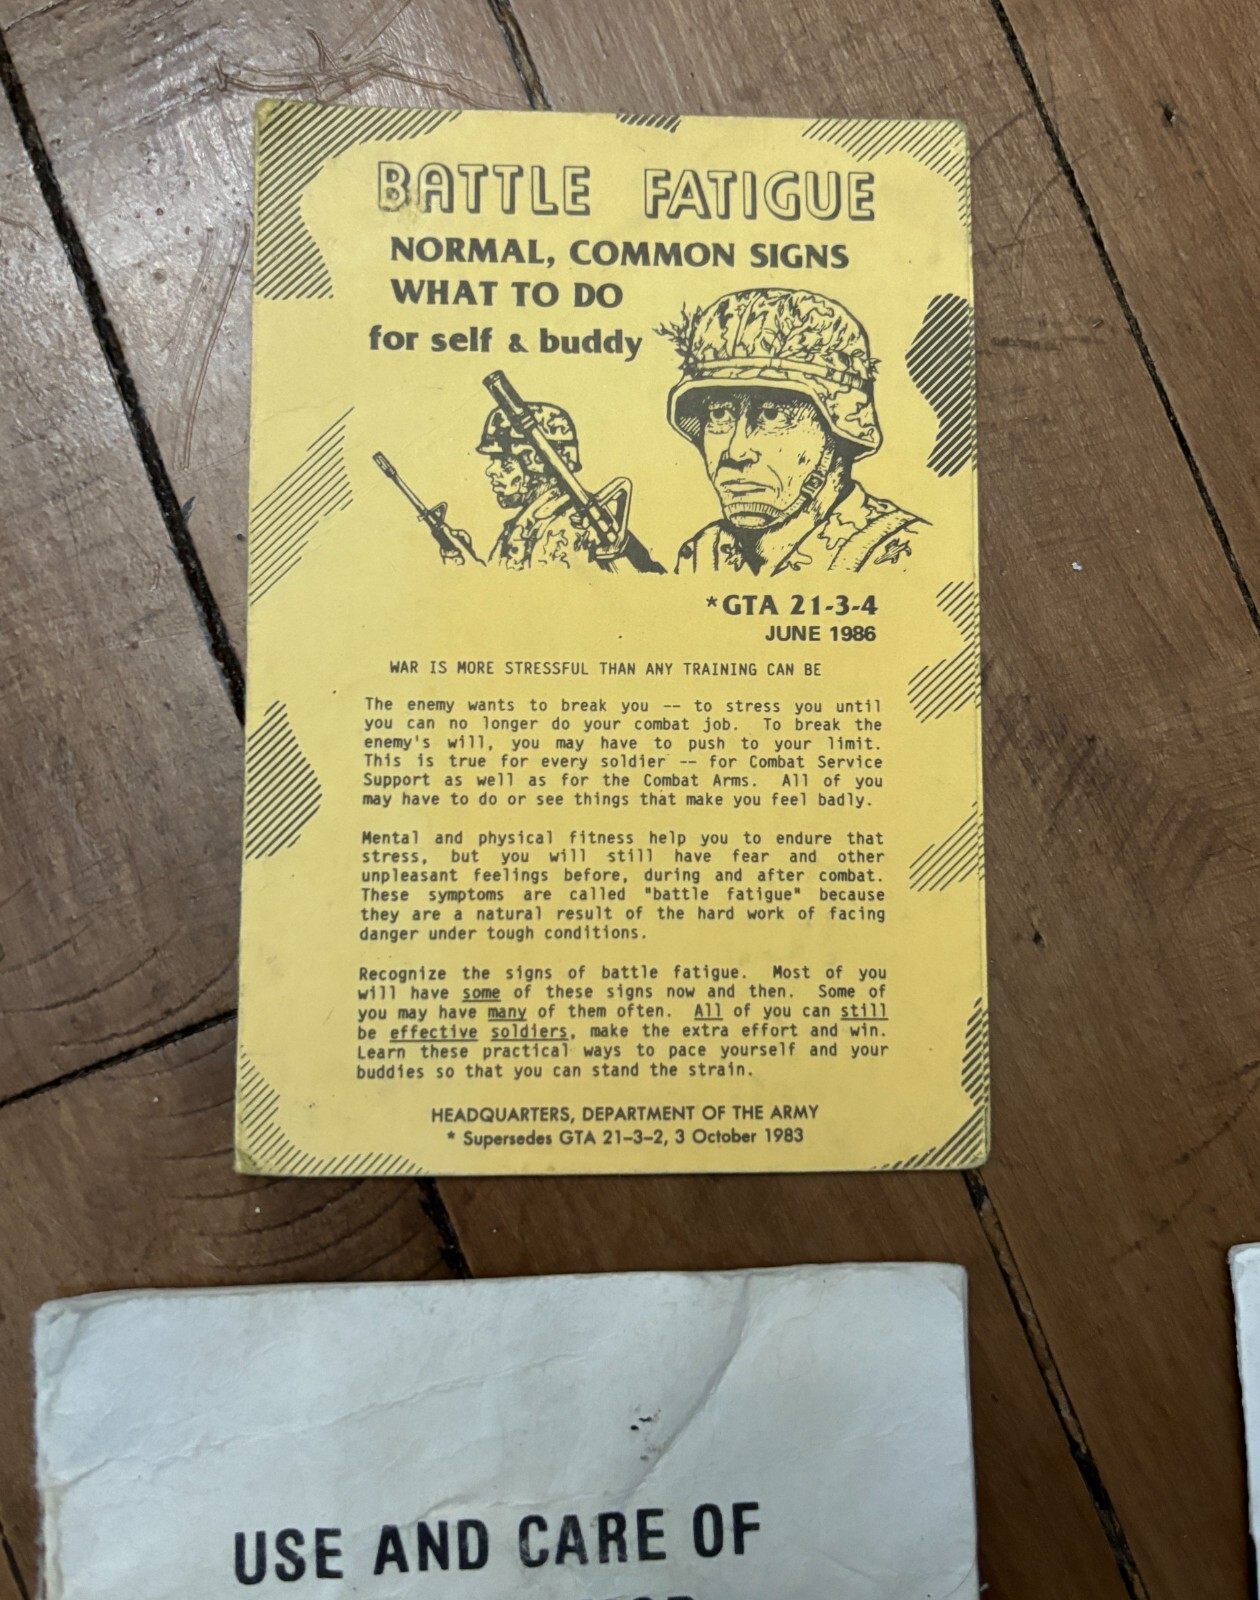 BATTLE FATIGUE
NORMAL, COMMON SIGNS
WHAT TO DO
for self & buddy
*GTA 21-3-4
JUNE 1986
WAR IS MORE STRESSFUL THAN ANY TRAINING CAN BE
The enemy wants to break you -- to stress you until
you can no longer do your combat job. To break the
enemy's will, you may have to push to your limit.
This is true for every soldier -- for Combat Service
Support as well as for the Combat Arms. All of you
may have to do or see things that make you feel badly.
Mental and physical fitness help you to endure that
stress, but you will still have fear and other
unpleasant feelings before, during and after combat.
These symptoms are called "battle fatigue" because
they are a natural result of the hard work of facing
danger under tough conditions.
Recognize the signs of battle fatigue. Most of you
will have some of these signs now and then. Some of
you may have many of them often. All of you can still
be effective soldiers, make the extra effort and win.
Learn these practical ways to pace yourself and your
buddies so that you can stand the strain.
HEADQUARTERS, DEPARTMENT OF THE ARMY
* Supersedes GTA 21-3-2, 3 October 1983
USE AND CARE OF